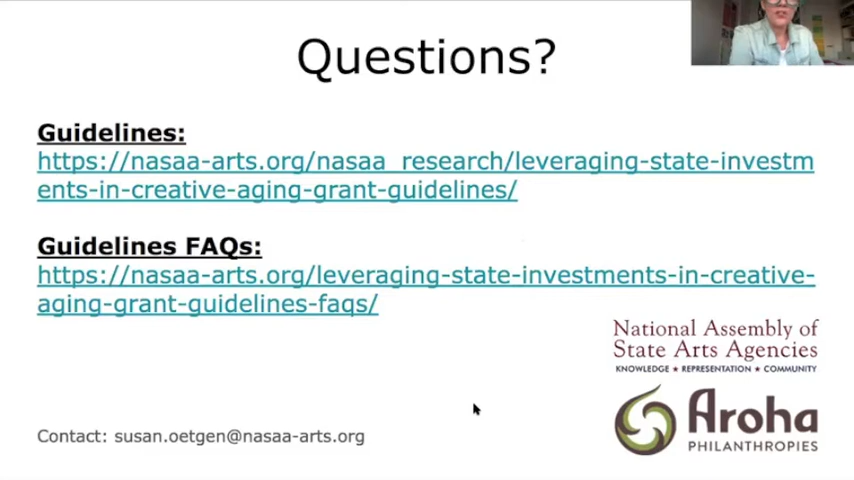 Questions?
Guidelines:
https://nasaa-arts.org/nasaa_research/leveraging-state-investm
ents-in-creative-aging-grant-guidelines/
Guidelines FAQs:
https://nasaa-arts.org/leveraging-state-investments-in-creative-
aging-grant-guidelines-faqs/
National Assembly of
State Arts Agencies
KNOWLEDGE ★ REPRESENTATION ★ COMMUNITY
Aroha
PHILANTHROPIES
Contact: susan.oetgen@nasaa-arts.org